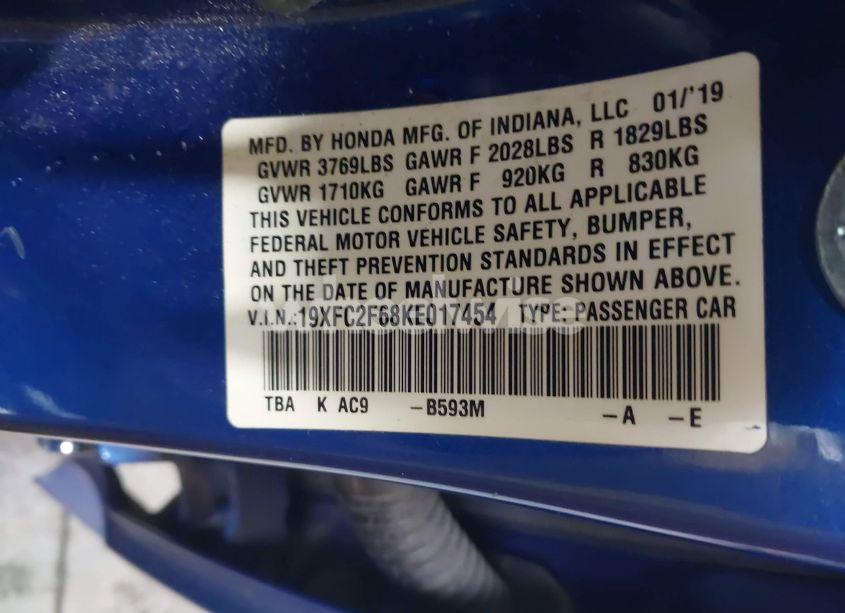 MFD. BY HONDA MFG. OF INDIANA, LLC 01/'19
GVWR 3769LBS GAWR F 2028LBS R 1829LBS
GVWR 1710KG GAWR F 920KG R 830KG
THIS VEHICLE CONFORMS TO ALL APPLICABLE
FEDERAL MOTOR VEHICLE SAFETY, BUMPER,
AND THEFT PREVENTION STANDARDS IN EFFECT
ON THE DATE OF MANUFACTURE SHOWN ABOVE.
V.I.N.:19XFC2F68KE017454 TYPE: PASSENGER CAR
TBA K AC9 -B593M -A -E